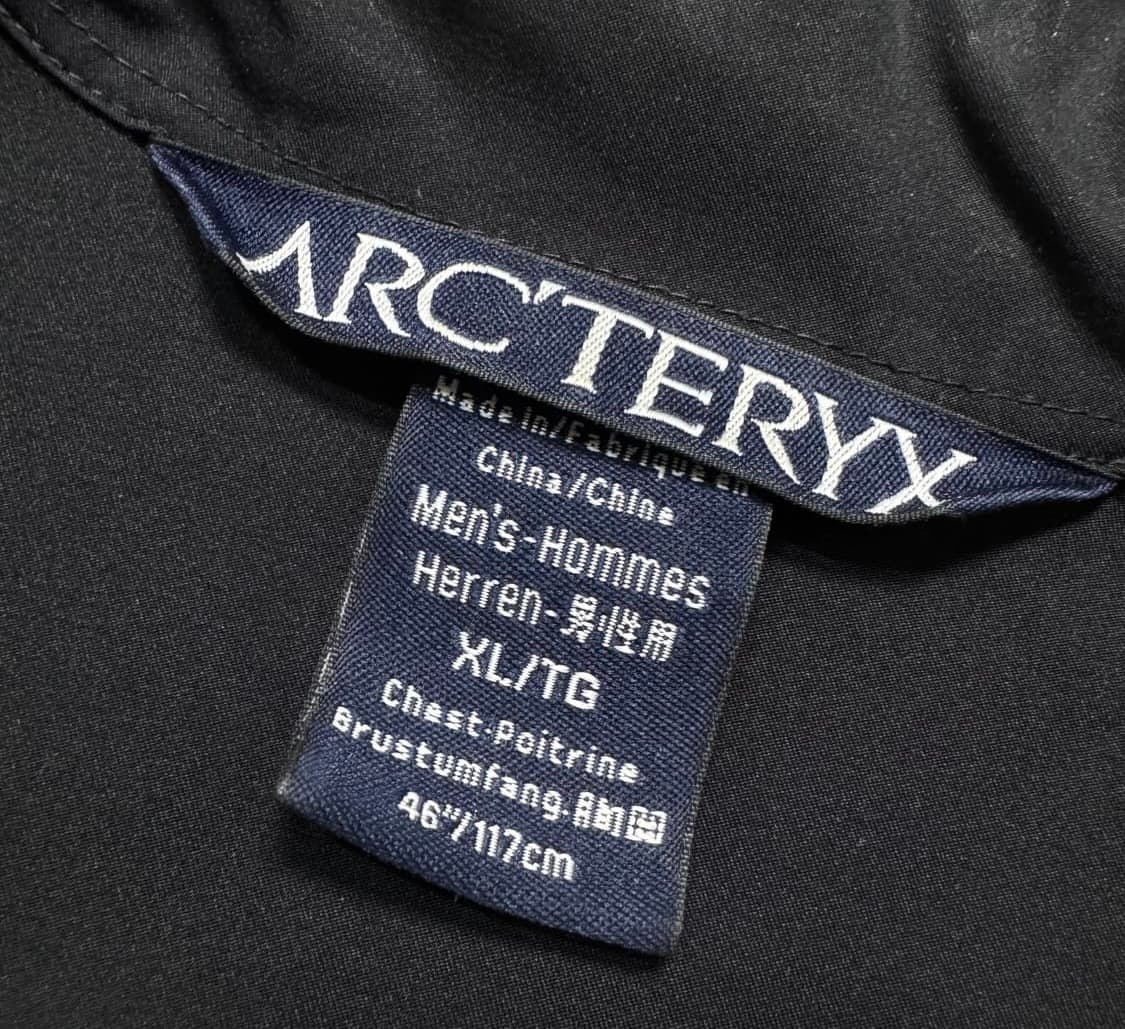 ARC'TERYX
Made in/Fabrique en
China/Chine
Men's-Hommes
Herren-男性用
XL/TG
Chest-Poitrine
Brustumfang-胸囲
46"/117cm